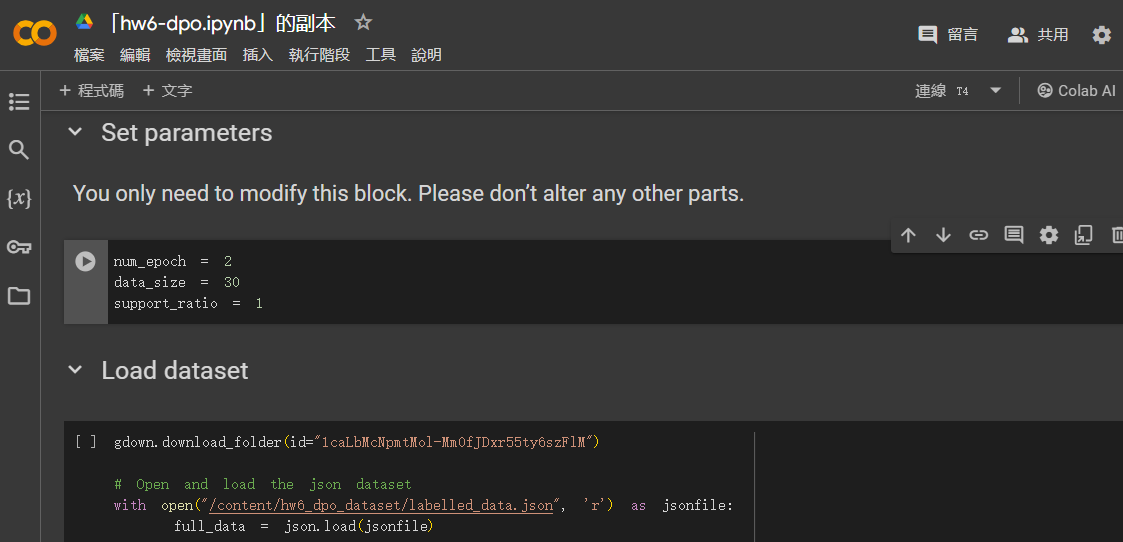 「hw6-dpo.ipynb」的副本
檔案 編輯 檢視畫面 插入 執行階段 工具 說明
留言 共用
+ 程式碼 + 文字
連線 T4 Colab AI
Set parameters
You only need to modify this block. Please don’t alter any other parts.
{x}
num_epoch = 2
data_size = 30
support_ratio = 1
Load dataset
[ ] gdown.download_folder(id="1caLbMcNpmtMol-Mm0fJDxr55ty6szFlM")
# Open and load the json dataset
with open("/content/hw6_dpo_dataset/labelled_data.json", 'r') as jsonfile:
full_data = json.load(jsonfile)